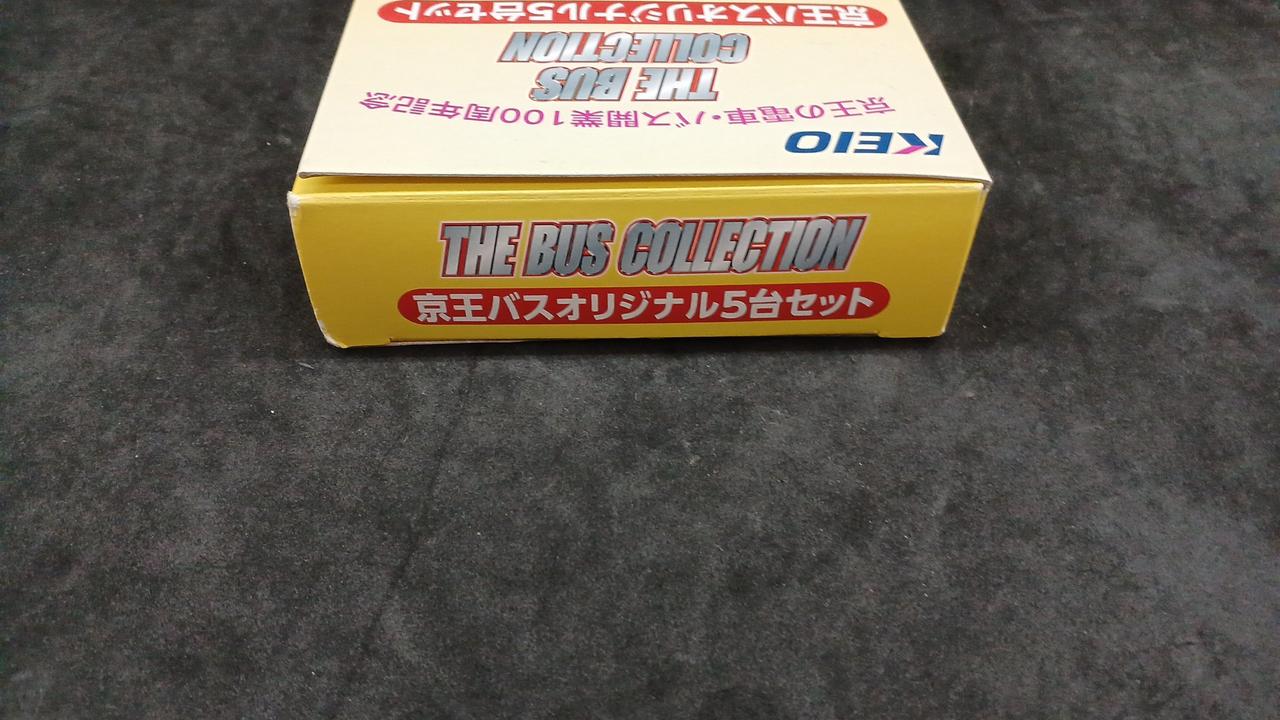 KEIO
京王の電車・バス開業100周年記念
THE BUS
COLLECTION
京王バスオリジナル5台セット
THE BUS COLLECTION
京王バスオリジナル5台セット